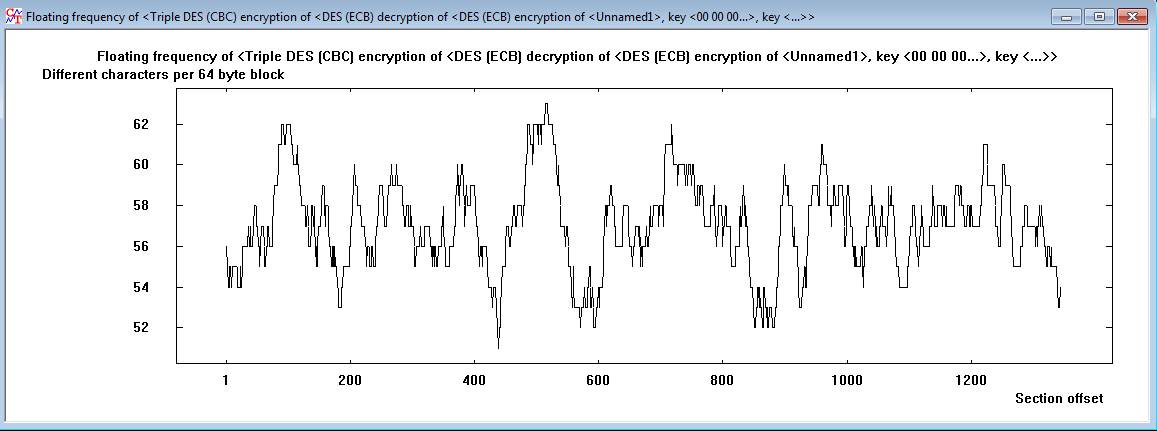 Floating frequency of <Triple DES (CBC) encryption of <DES (ECB) decryption of <DES (ECB) encryption of <Unnamed1>, key <00 00 00...>, key <...>>
Floating frequency of <Triple DES (CBC) encryption of <DES (ECB) decryption of <DES (ECB) encryption of <Unnamed1>, key <00 00 00...>, key <...>>
Different characters per 64 byte block
62
60
58
56
54
52
1 200 400 600 800 1000 1200
Section offset